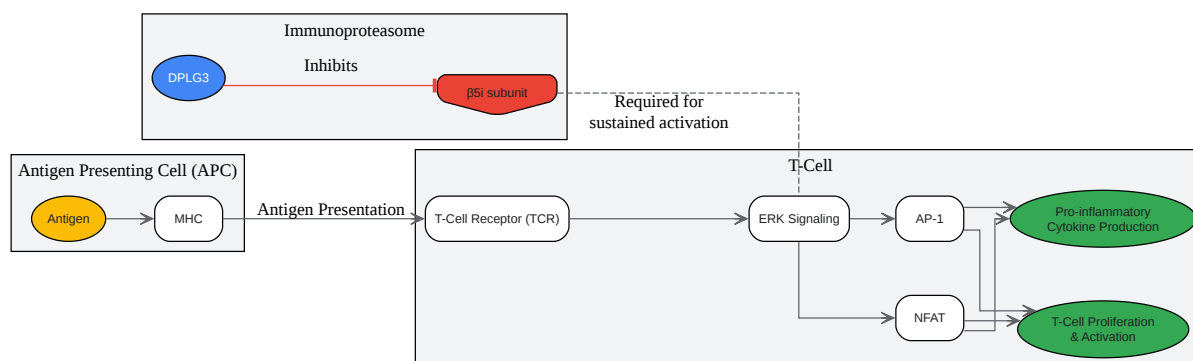 Immunoproteasome
DPLG3
Inhibits
β5i subunit
Required for
sustained activation
Antigen Presenting Cell (APC)
Antigen
MHC
Antigen Presentation
T-Cell
T-Cell Receptor (TCR)
ERK Signaling
AP-1
Pro-inflammatory
Cytokine Production
NFAT
T-Cell Proliferation
& Activation